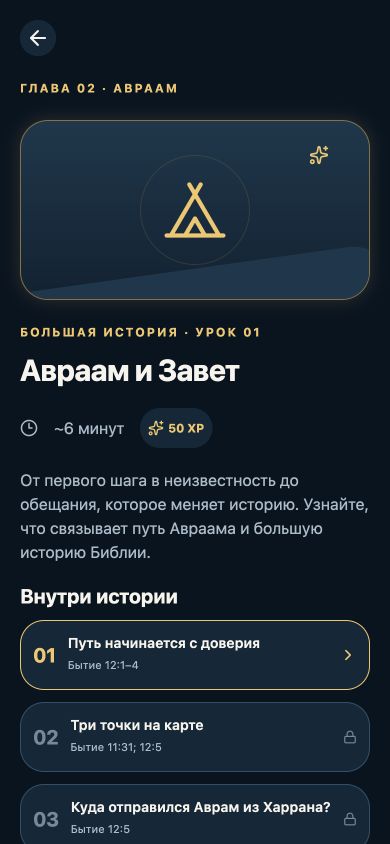 ГЛАВА 02 · АВРААМ
БОЛЬШАЯ ИСТОРИЯ · УРОК 01
Авраам и Завет
~6 минут
50 XP
От первого шага в неизвестность до
обещания, которое меняет историю. Узнайте,
что связывает путь Авраама и большую
историю Библии.
Внутри истории
01
Путь начинается с доверия
Бытие 12:1–4
02
Три точки на карте
Бытие 11:31; 12:5
03
Куда отправился Аврам из Харрана?
Бытие 12:5